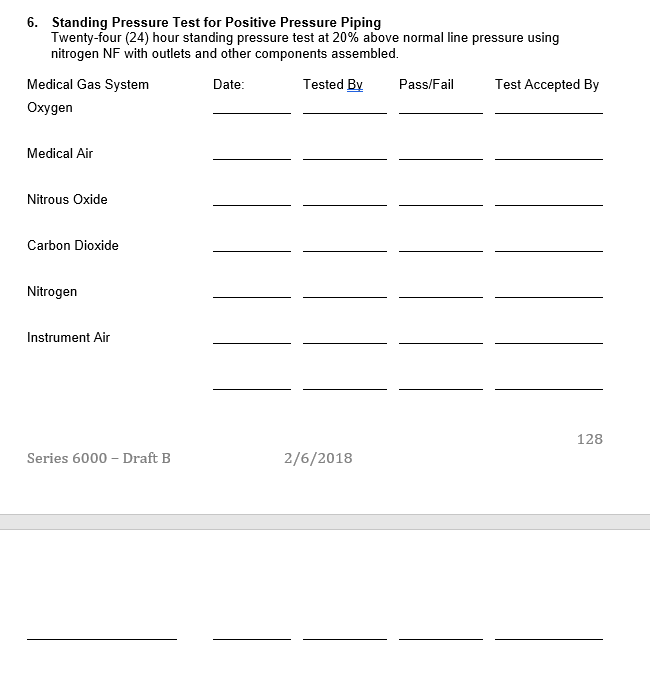 6. Standing Pressure Test for Positive Pressure Piping
Twenty-four (24) hour standing pressure test at 20% above normal line pressure using
nitrogen NF with outlets and other components assembled.
Medical Gas System Date: Tested By Pass/Fail Test Accepted By
Oxygen
Medical Air
Nitrous Oxide
Carbon Dioxide
Nitrogen
Instrument Air
128
Series 6000 – Draft B 2/6/2018